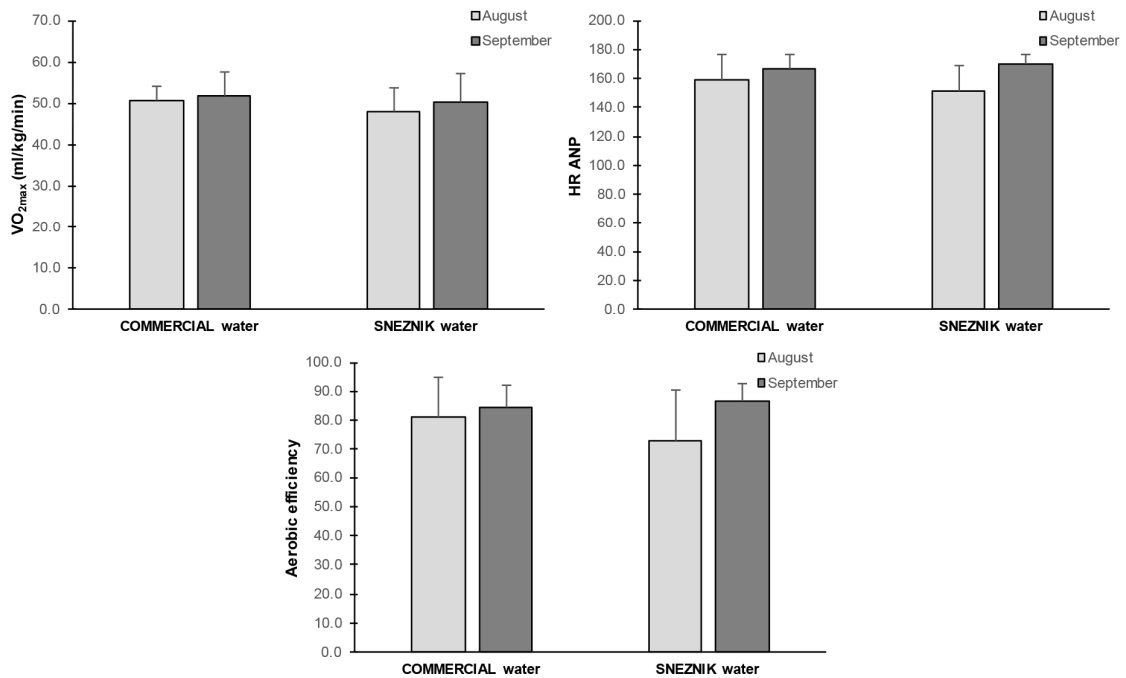 VO2max (ml/kg/min)
70.0
60.0
50.0
40.0
30.0
20.0
10.0
0.0
August
September
COMMERCIAL water
SNEZNIK water
HR ANP
200.0
180.0
160.0
140.0
120.0
100.0
80.0
60.0
40.0
20.0
0.0
August
September
COMMERCIAL water
SNEZNIK water
Aerobic efficiency
100.0
90.0
80.0
70.0
60.0
50.0
40.0
30.0
20.0
10.0
0.0
August
September
COMMERCIAL water
SNEZNIK water